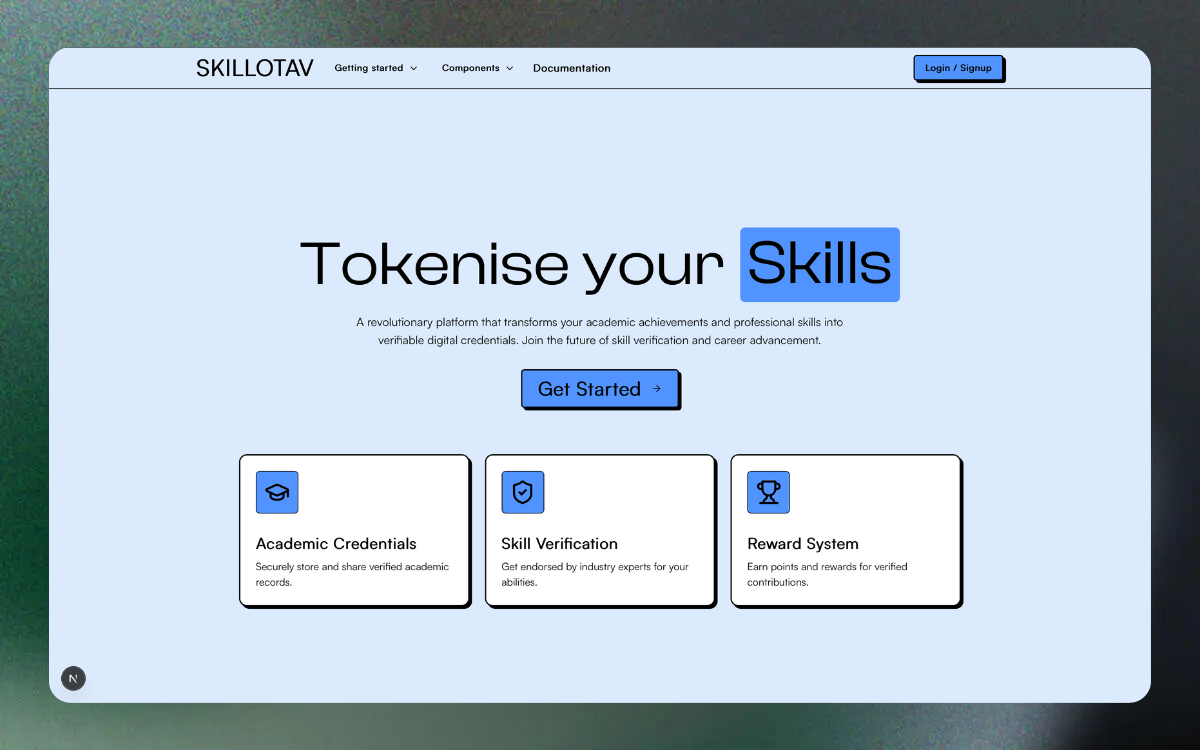 SKILLOTAV Getting started Components Documentation Login / Signup
Tokenise your Skills
A revolutionary platform that transforms your academic achievements and professional skills into
verifiable digital credentials. Join the future of skill verification and career advancement.
Get Started →
Academic Credentials
Securely store and share verified academic
records.
Skill Verification
Get endorsed by industry experts for your
abilities.
Reward System
Earn points and rewards for verified
contributions.
N